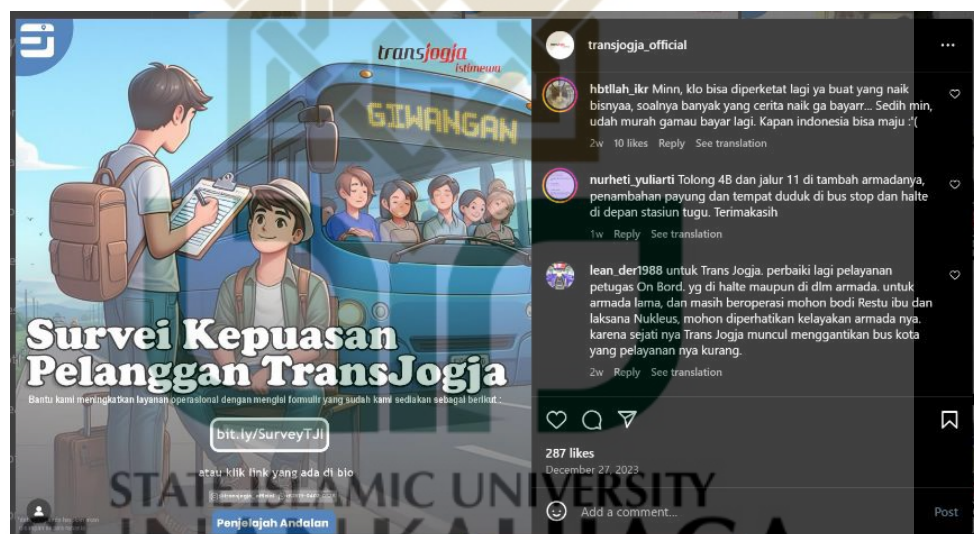 transjogja
istimewa
GIWANGAN
Survei Kepuasan
Pelanggan TransJogja
Bantu kami meningkatkan layanan operasional dengan mengisi formulir yang sudah kami sediakan sebagai berikut :
bit.ly/SurveyTJI
atau klik link yang ada di bio
Penjelajah Andalan
transjogja_official
hbtllah_ikr Minn, klo bisa diperketat lagi ya buat yang naik
bisnyaa, soalnya banyak yang cerita naik ga bayarr... Sedih min,
udah murah gamau bayar lagi. Kapan indonesia bisa maju :'(
2w 10 likes Reply See translation
nurheti_yuliarti Tolong 4B dan jalur 11 di tambah armadanya,
penambahan payung dan tempat duduk di bus stop dan halte
di depan stasiun tugu. Terimakasih
1w Reply See translation
lean_der1988 untuk Trans Jogja. perbaiki lagi pelayanan
petugas On Bord. yg di halte maupun di dlm armada. untuk
armada lama, dan masih beroperasi mohon bodi Restu ibu dan
laksana Nukleus, mohon diperhatikan kelayakan armada nya.
karena sejati nya Trans Jogja muncul menggantikan bus kota
yang pelayanan nya kurang.
2w Reply See translation
287 likes
December 27, 2023
Add a comment...
Post
STATE ISLAMIC UNIVERSITY